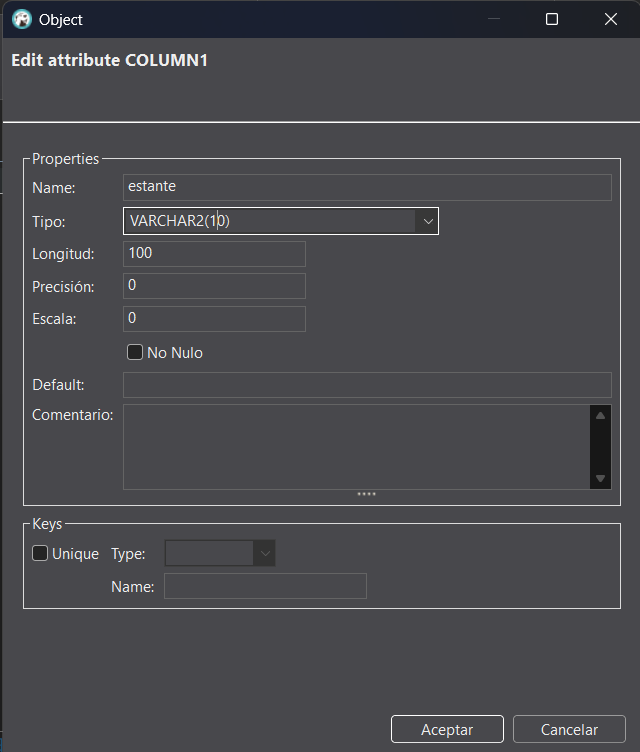 Object
Edit attribute COLUMN1
Properties
Name: estante
Tipo: VARCHAR2(10)
Longitud: 100
Precisión: 0
Escala: 0
No Nulo
Default:
Comentario:
Keys
Unique Type:
Name:
Aceptar Cancelar